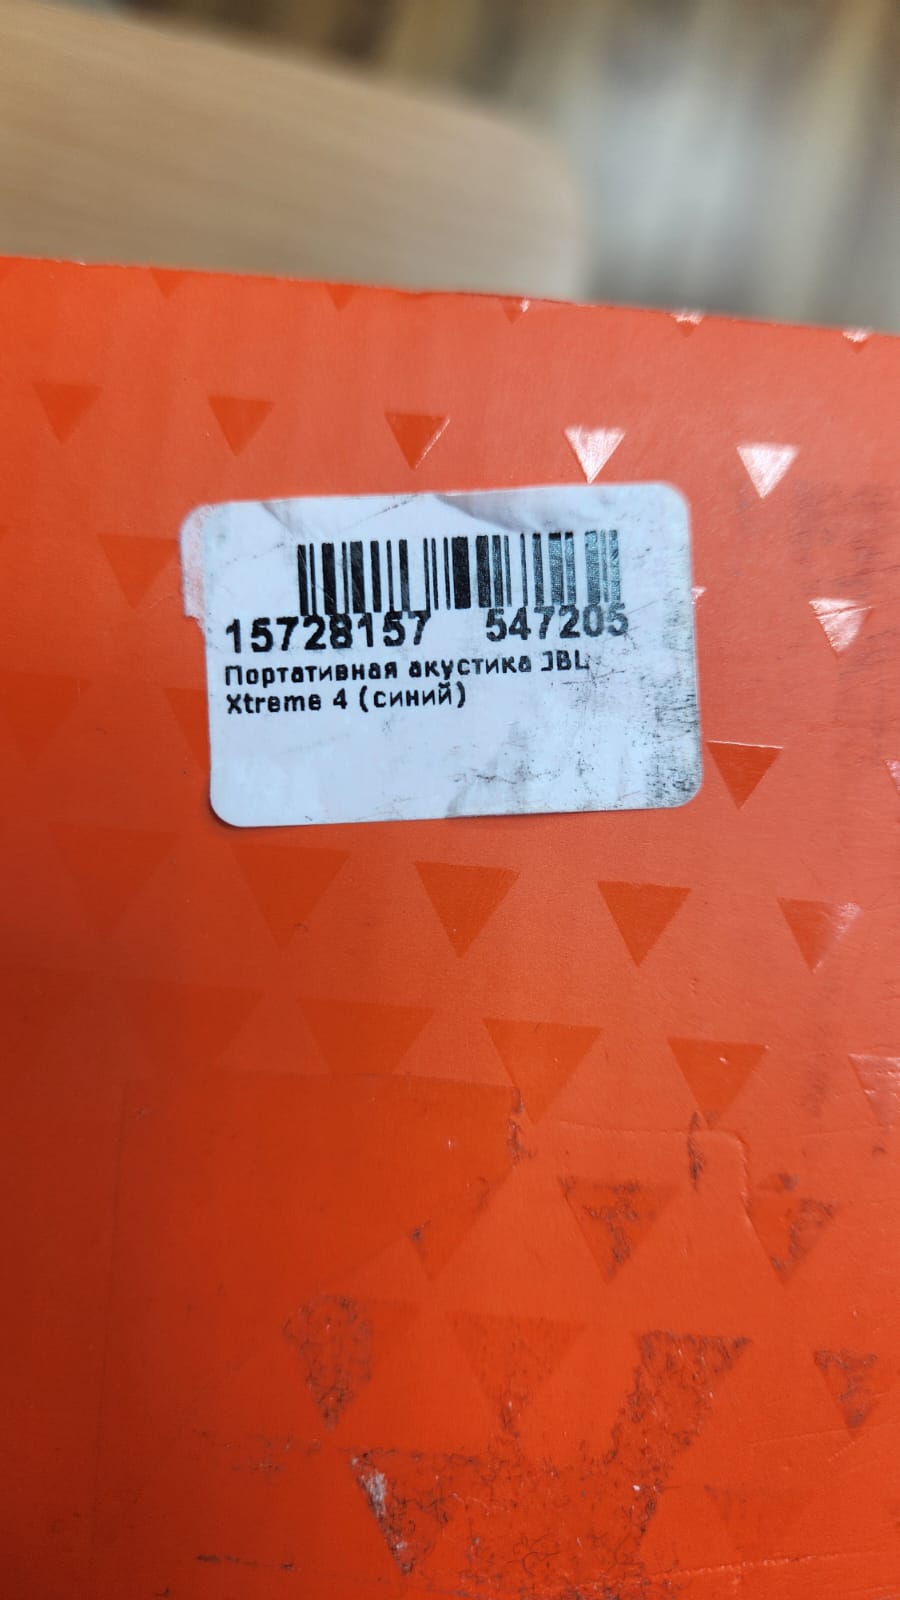 15728157 547205
Портативная акустика JBL
Xtreme 4 (синий)